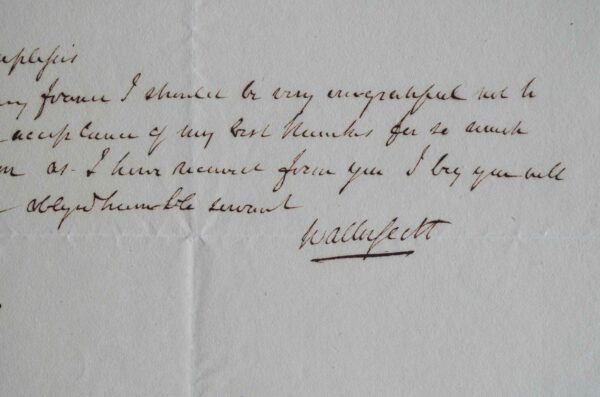 my favour I should be very ungrateful not to
acceptance of my best thanks for so much
as I have received from you I beg you will
obliged humble servant
Walter Scott